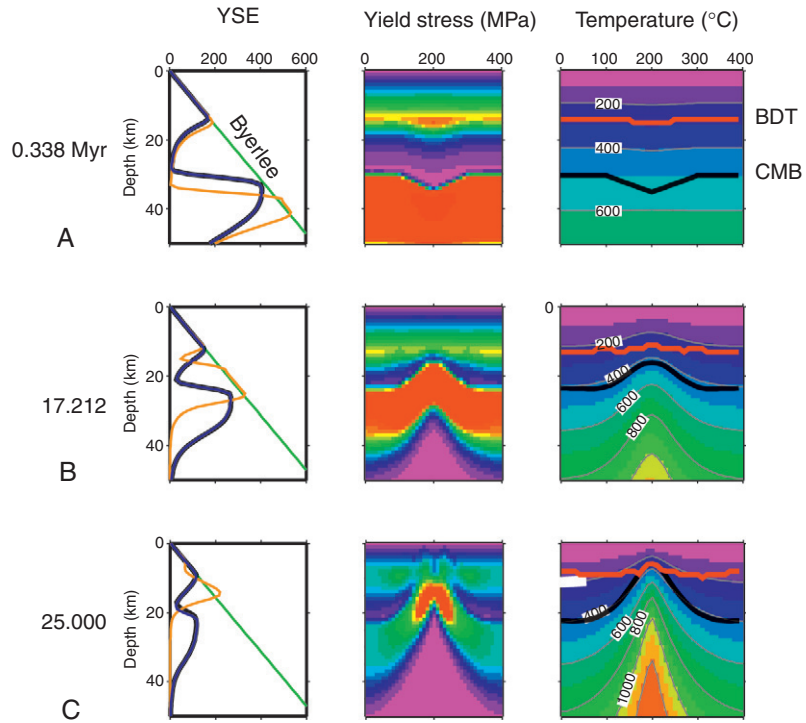 YSE
Yield stress (MPa)
Temperature (°C)
0 200 400 600
0 200 400
0 100 200 300 400
0.338 Myr
Depth (km)
0
20
40
Byerlee
200
400
600
BDT
CMB
A
17.212
Depth (km)
0
20
40
0
200
400
600
800
B
25.000
Depth (km)
0
20
40
400
600
800
1000
C